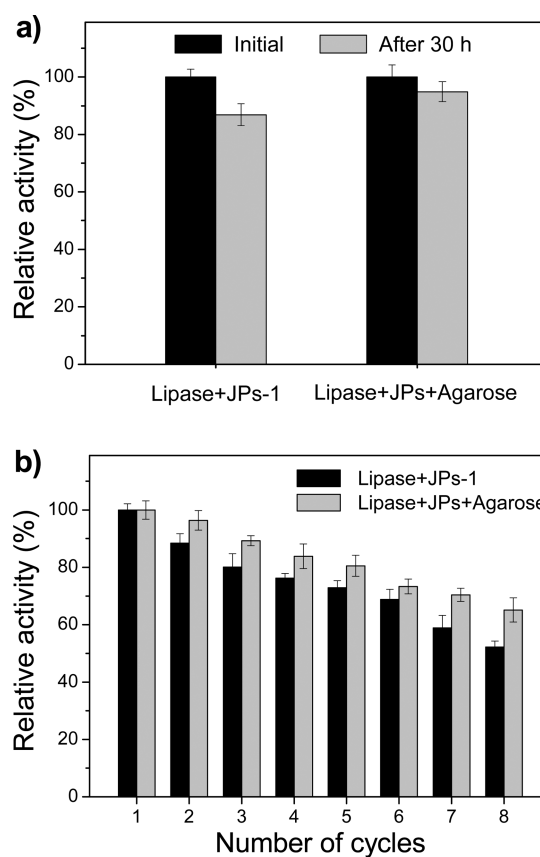 a)
Initial
After 30 h
Relative activity (%)
100
80
60
40
20
0
Lipase+JPs-1
Lipase+JPs+Agarose
b)
Lipase+JPs-1
Lipase+JPs+Agarose
Relative activity (%)
100
80
60
40
20
0
1 2 3 4 5 6 7 8
Number of cycles